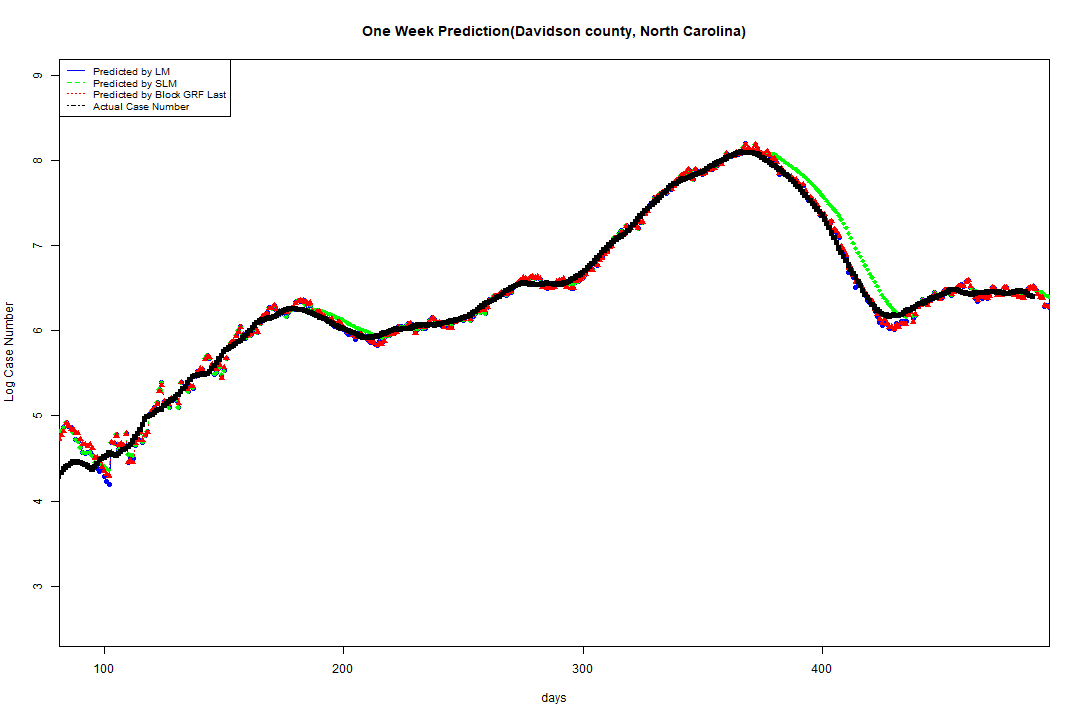 One Week Prediction(Davidson county, North Carolina)
Predicted by LM
Predicted by SLM
Predicted by Block GRF Last
Actual Case Number
9
8
7
6
5
4
3
Log Case Number
100 200 300 400
days